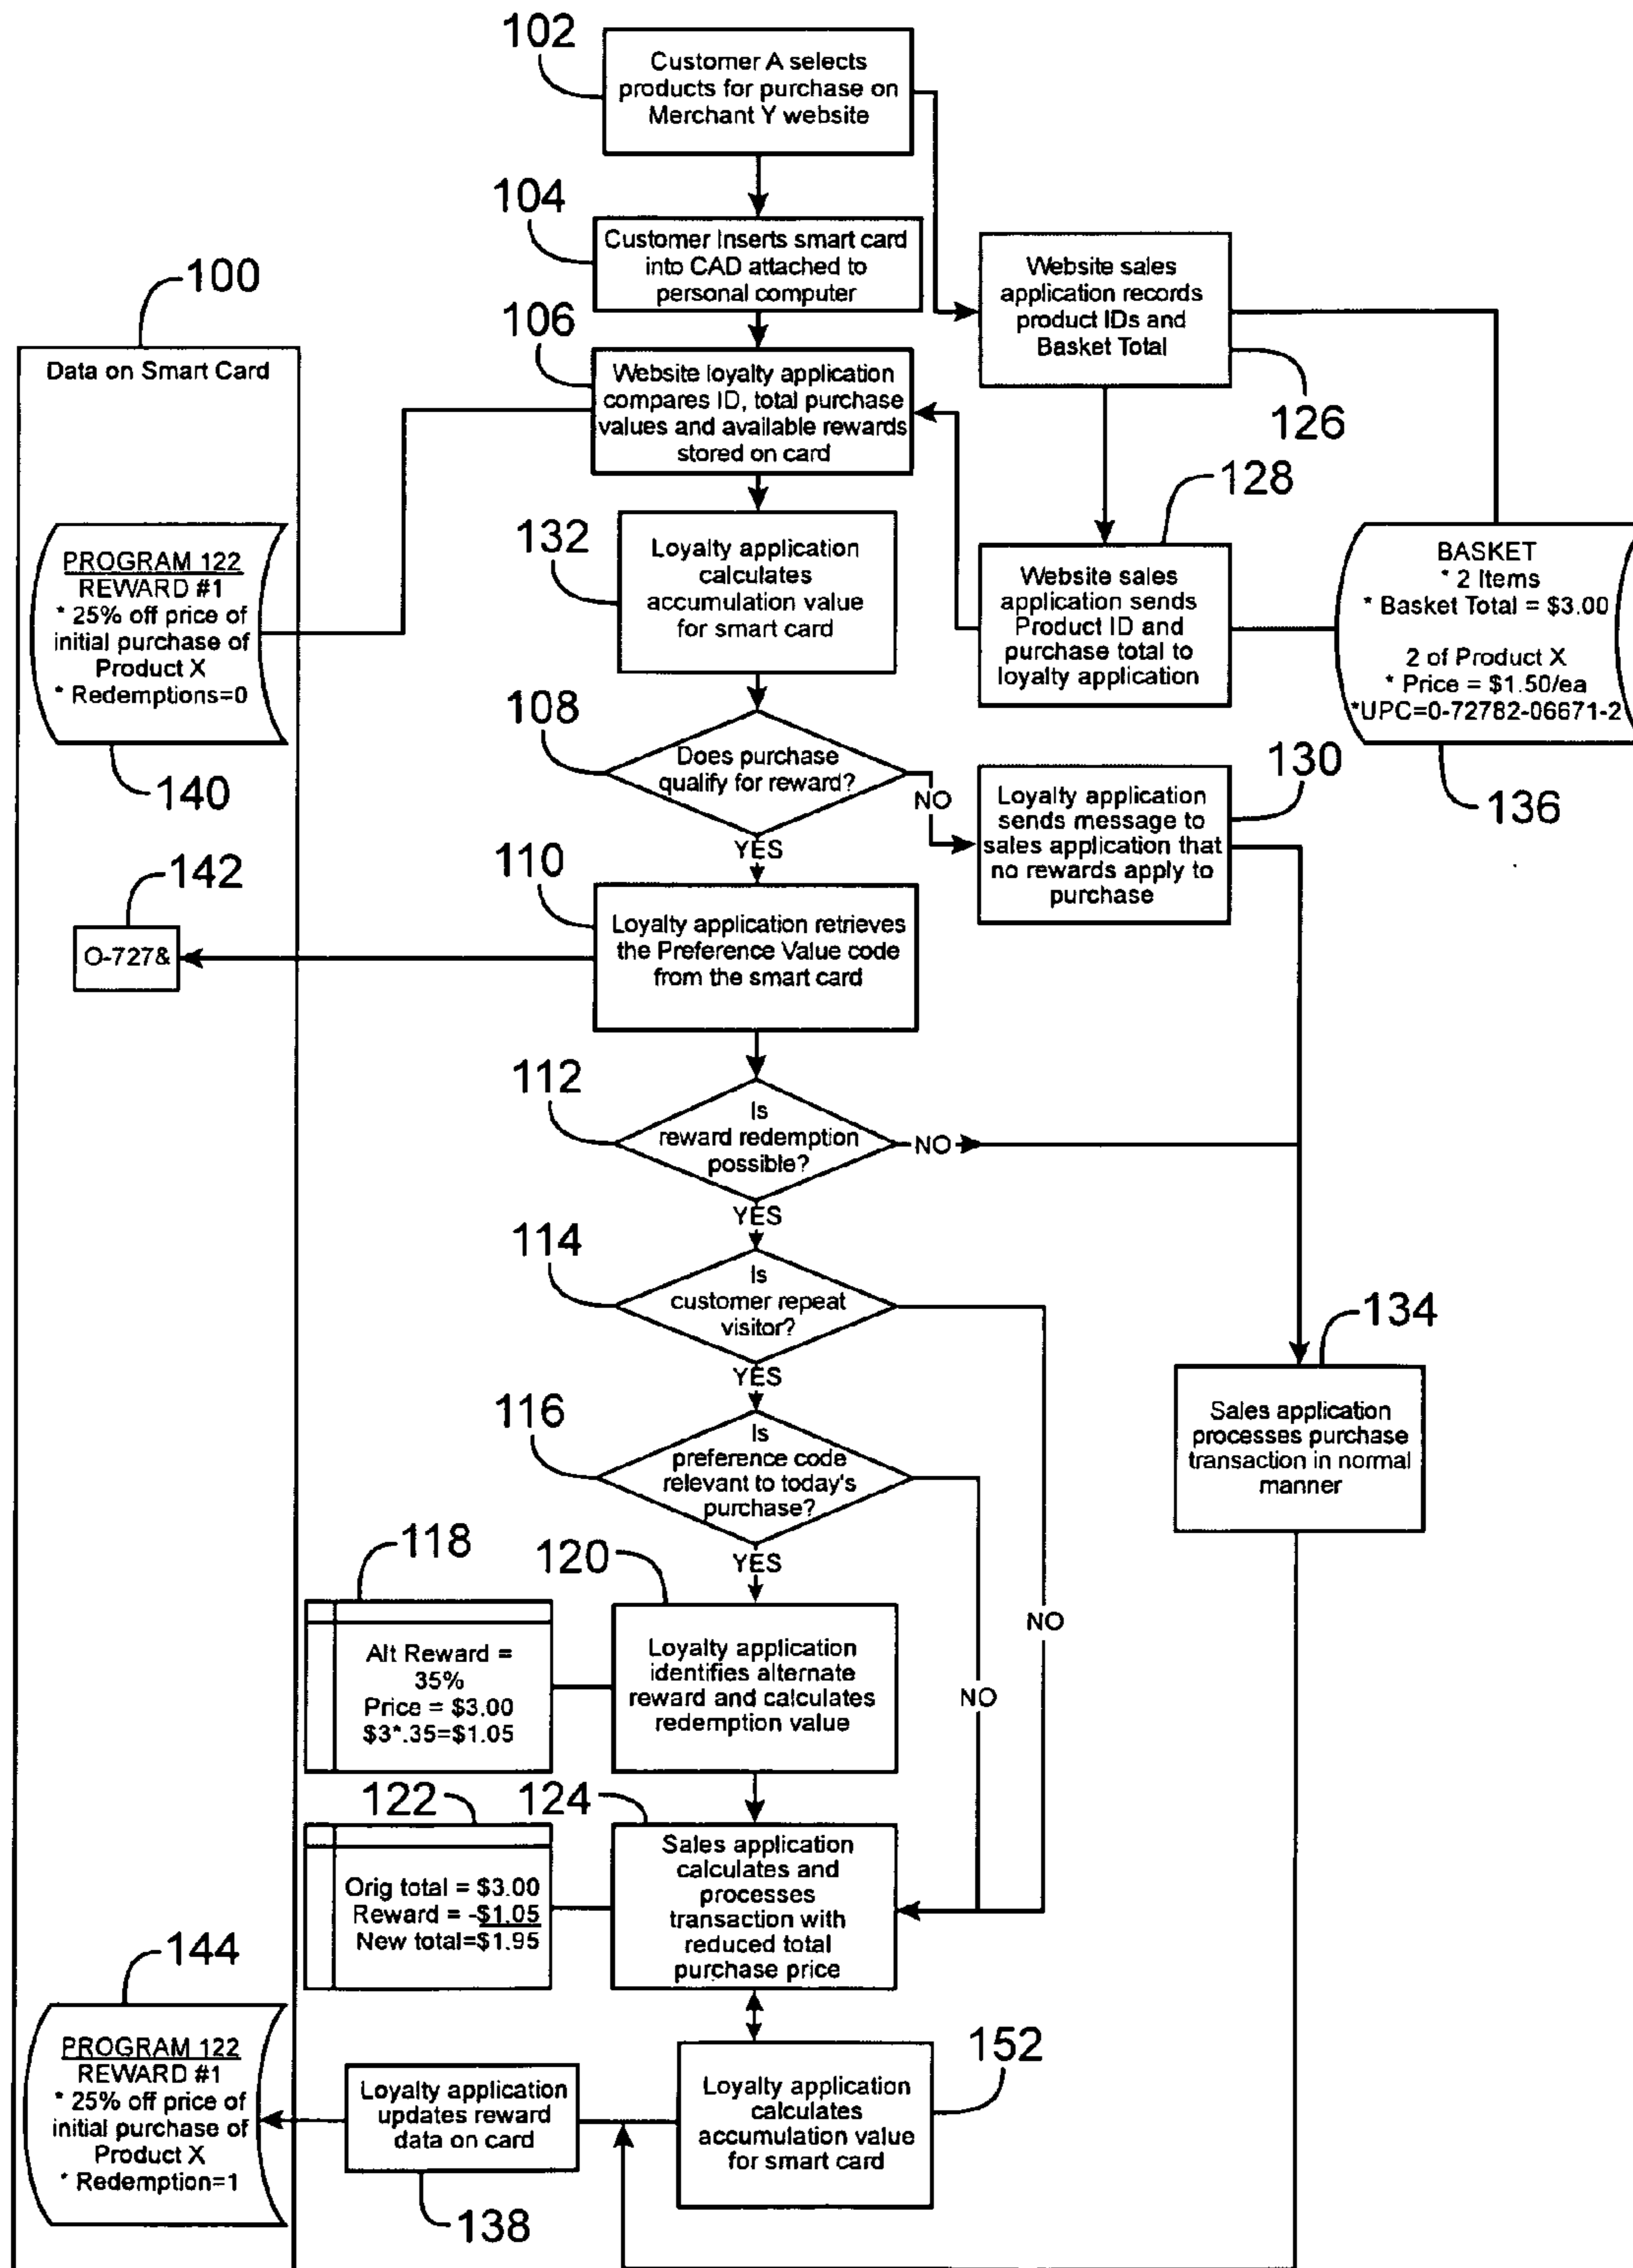 102
Customer A selects
products for purchase on
Merchant Y website
104
Customer Inserts smart card
into CAD attached to
personal computer
Website sales
application records
product IDs and
Basket Total
126
100
Data on Smart Card
106
Website loyalty application
compares ID, total purchase
values and available rewards
stored on card
128
PROGRAM 122
REWARD #1
* 25% off price of
initial purchase of
Product X
* Redemptions=0
140
132
Loyalty application
calculates
accumulation value
for smart card
Website sales
application sends
Product ID and
purchase total to
loyalty application
BASKET
* 2 Items
* Basket Total = $3.00
2 of Product X
* Price = $1.50/ea
*UPC=0-72782-06671-2
136
108
Does purchase
qualify for reward?
NO
YES
130
Loyalty application
sends message to
sales application that
no rewards apply to
purchase
142
O-727&
110
Loyalty application retrieves
the Preference Value code
from the smart card
112
Is
reward redemption
possible?
NO
YES
114
Is
customer repeat
visitor?
YES
134
Sales application
processes purchase
transaction in normal
manner
116
Is
preference code
relevant to today's
purchase?
YES
NO
NO
118
Alt Reward =
35%
Price = $3.00
$3*.35=$1.05
120
Loyalty application
identifies alternate
reward and calculates
redemption value
122
Orig total = $3.00
Reward = -$1.05
New total=$1.95
124
Sales application
calculates and
processes
transaction with
reduced total
purchase price
144
PROGRAM 122
REWARD #1
* 25% off price of
initial purchase of
Product X
* Redemption=1
Loyalty application
updates reward
data on card
138
152
Loyalty application
calculates
accumulation value
for smart card